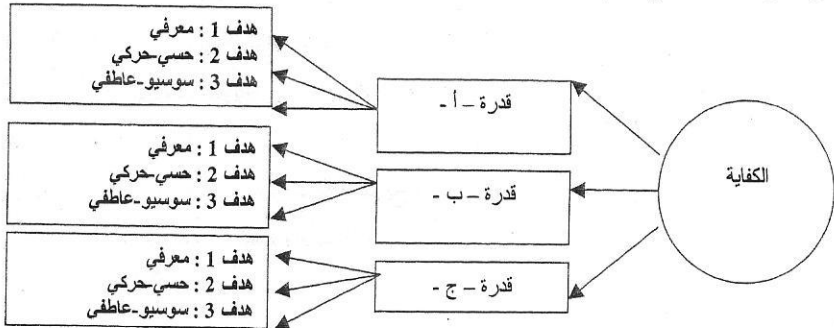 الكفاية
قدرة – أ -
هدف 1 : معرفي
هدف 2 : حسي-حركي
هدف 3 : سوسيو-عاطفي
قدرة – ب -
هدف 1 : معرفي
هدف 2 : حسي-حركي
هدف 3 : سوسيو-عاطفي
قدرة – ج -
هدف 1 : معرفي
هدف 2 : حسي-حركي
هدف 3 : سوسيو-عاطفي